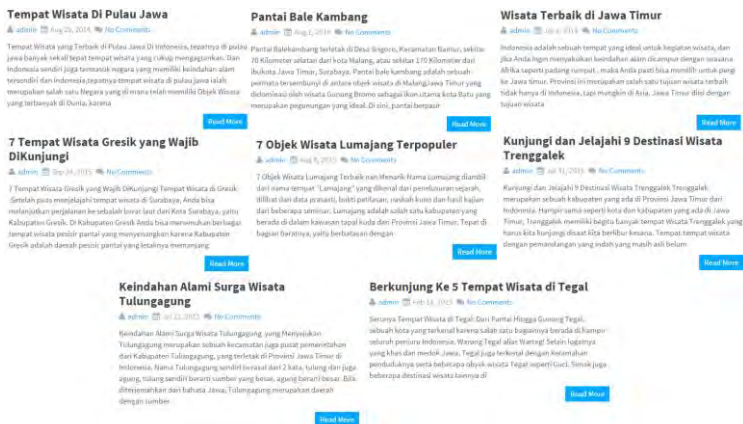 Tempat Wisata Di Pulau Jawa
admin Aug 25, 2014 No Comments
Tempat Wisata yang Terbaik di Pulau Jawa Di Indonesia, tepatnya di pulau
jawa banyak sekali tepat tempat wisata yang cukup mengagumkan. Dan
Indonesia sendiri juga termasuk negara yang memiliki keindahan alam
tersendiri dan Indonesia, tepatnya tempat wisata di pulau jawa ialah
merupakan salah satu Negara yang di mana telah memiliki Objek Wisata
yang terbanyak di Dunia, karena
Read More
Pantai Bale Kambang
admin Aug 1, 2014 No Comments
Pantai Balekambang terletak di Desa Srigoco, Kecamatan Bantur, sekitar
70 Kilometer selatan dari kota Malang, atau sekitar 170 Kilometer dari
ibukota Jawa Timur, Surabaya. Pantai bale kambang adalah sebuah
permata tersembunyi di antara objek wisata di Malang Jawa Timur yang
didominasi oleh wisata Gunung Bromo sebagai ikon utama kota Batu yang
merupakan pegunungan yang ideal. Di sini, pantai berpasir
Read More
Wisata Terbaik di Jawa Timur
admin 2014 No Comments
Indonesia adalah sebuah tempat yang ideal untuk kegiatan wisata, dan
jika Anda ingin menyaksikan keindahan alam dicampur dengan savana
Afrika seperti padang rumput, maka Anda pasti bisa memilih untuk pergi
ke Jawa timur. Provinsi ini merupakan salah satu tujuan wisata terbaik
tidak hanya di Indonesia, tapi mungkin di Asia. Jawa Timur diisi dengan
tujuan wisata
Read More
7 Tempat Wisata Gresik yang Wajib
DiKunjungi
admin Sep 24, 2015 No Comments
7 Tempat Wisata Gresik yang Wajib DiKunjungi Tempat Wisata di Gresik
-Setelah puas menjelajahi tempat wisata di Surabaya, Anda bisa
melanjutkan perjalanan ke sebelah barat laut dari Kota Surabaya, yaitu
Kabupaten Gresik. Di Kabupaten Gresik Anda bisa menemukan berbagai
tempat wisata pesisir pantai yang menyenangkan karena Kabupaten
Gresik adalah daerah pesisir pantai yang letaknya memanjang
Read More
7 Objek Wisata Lumajang Terpopuler
admin Aug 8, 2015 No Comments
7 Objek Wisata Lumajang Terbaik nan Menarik Nama Lumajang diambil
dari nama tempat "Lamajang" yang dikenal dari penelusuran sejarah,
dilihat dari data prasasti, bukti petilasan, naskah kuno dan hasil kajian
dari beberapa seminar. Lumajang adalah salah satu kabupaten yang
berada di dalam kawasan tapal kuda dari Provinsi Jawa Timur. Tepat di
bagian baratnya, yaitu berbatasan dengan
Read More
Kunjungi dan Jelajahi 9 Destinasi Wisata
Trenggalek
admin Jul 31, 2015 No Comments
Kunjungi dan Jelajahi 9 Destinasi Wisata Trenggalek Trenggalek
merupakan sebuah kabupaten yang ada di Provinsi Jawa Timur dari
Indonesia. Hampir sama seperti kota dan kabupaten yang ada di Jawa
Timur, Trenggalek memiliki begitu banyak tempat Wisata Trenggalek yang
harus kita kunjungi disaat kita berlibur kesana. Tempat tempat wisata
dengan pemandangan yang indah yang masih asli belum
Read More
Keindahan Alami Surga Wisata
Tulungagung
admin Jul 22, 2015 No Comments
Keindahan Alami Surga Wisata Tulungagung yang Menyejukan
Tulungagung merupakan sebuah kecamatan juga pusat pemerintahan
dari Kabupaten Tulungagung, yang terletak di Provinsi Jawa Timur di
Indonesia. Nama Tulungagung sendiri berasal dari 2 kata, tulung dan juga
agung, tulung sendiri berarti sumber yang besar, agung berarti besar. Bila
diterjemahkan dari bahasa Jawa, Tulungagung merupakan daerah
dengan sumber
Read More
Berkunjung Ke 5 Tempat Wisata di Tegal
admin Feb 14, 2015 No Comments
Serunya Tempat Wisata di Tegal: Dari Pantai Hingga Gunung Tegal,
sebuah kota yang terkenal karena salah satu bagiannya berada di hampir
seluruh penjuru Indonesia, Warung Tegal alias Warteg! Selain logatnya
yang khas dan medok Jawa, Tegal juga terkenal dengan Keramahan
penduduknya serta beberapa obyek wisata Tegal seperti Guci. Simak juga
beberapa destinasi wisata lainnya di
Read More